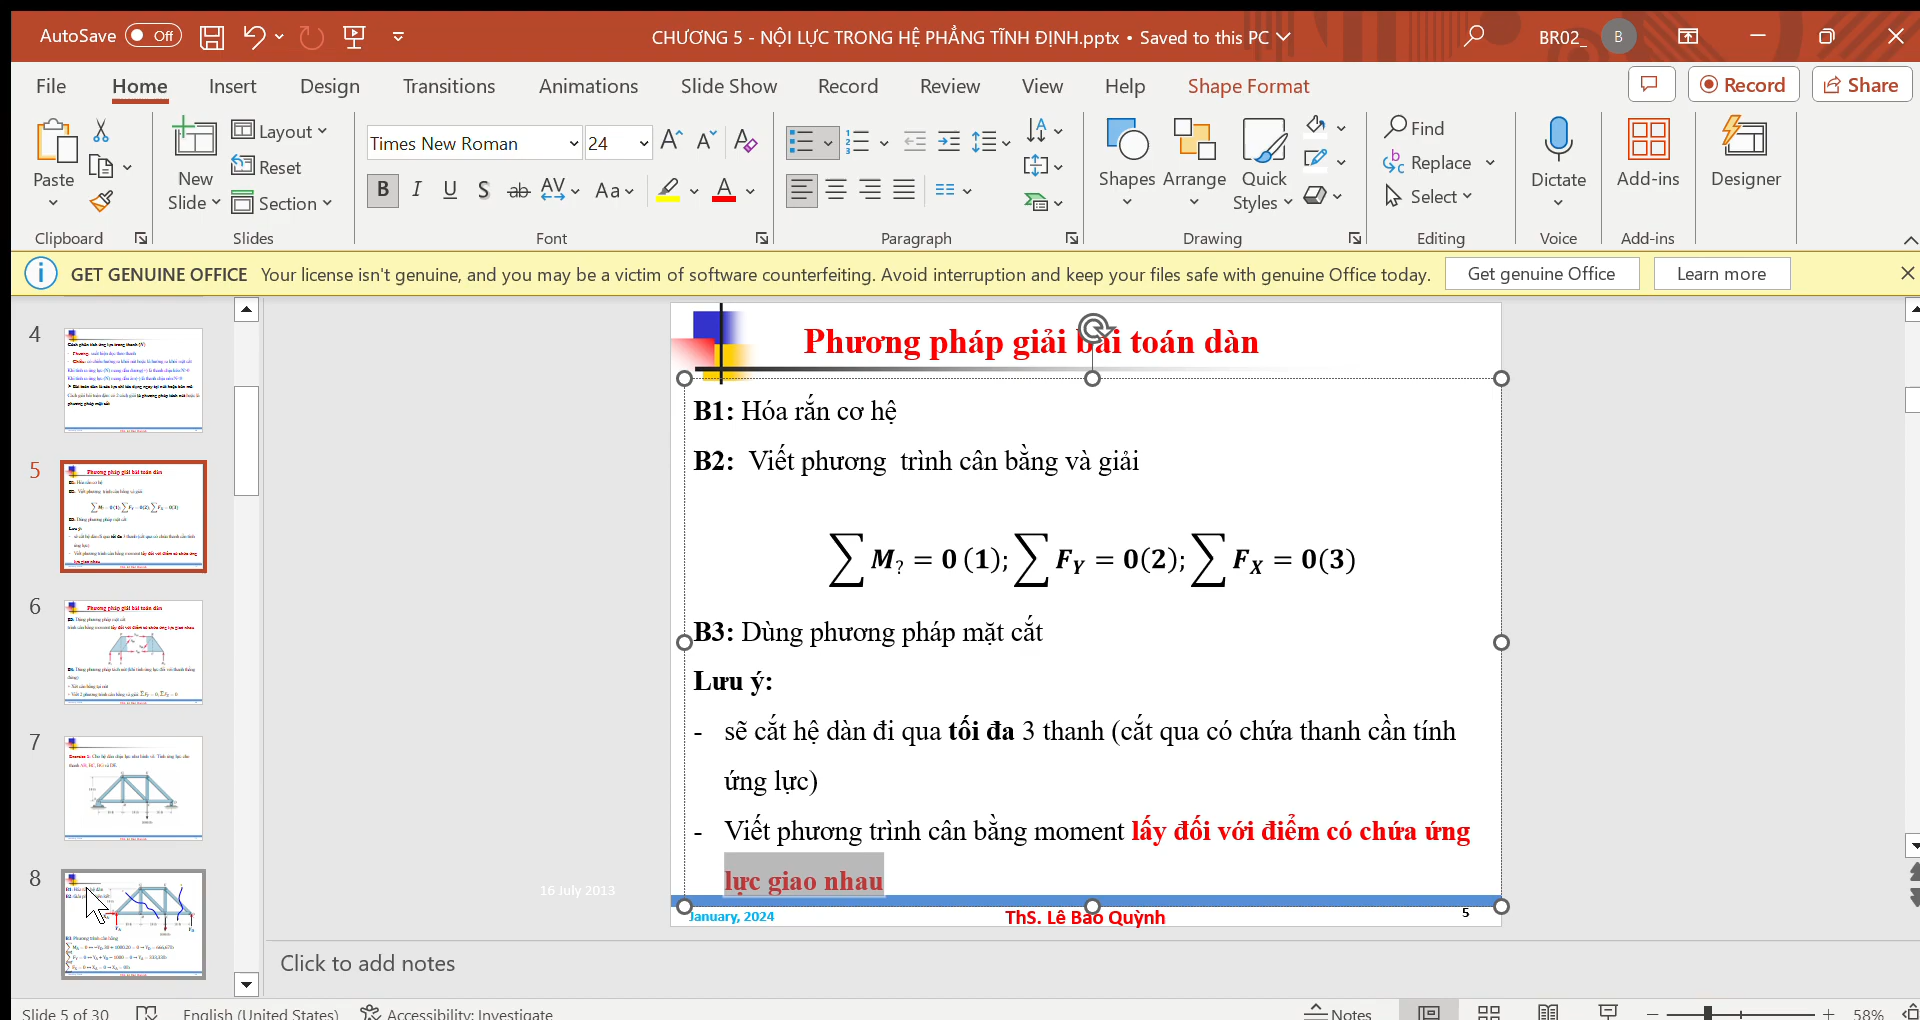 AutoSave Off CHƯƠNG 5 - NỘI LỰC TRONG HỆ PHẲNG TĨNH ĐỊNH.pptx • Saved to this PC BR02_ B
File Home Insert Design Transitions Animations Slide Show Record Review View Help Shape Format Record Share
Paste New Slide Layout Reset Section
Times New Roman 24
B I U S ab AV Aa A
Shapes Arrange Quick Styles
Find Replace Select
Dictate Add-ins Designer
Clipboard Slides Font Paragraph Drawing Editing Voice Add-ins
GET GENUINE OFFICE Your license isn't genuine, and you may be a victim of software counterfeiting. Avoid interruption and keep your files safe with genuine Office today. Get genuine Office Learn more
4
5
6
7
8
Phương pháp giải bài toán dàn
B1: Hóa rắn cơ hệ
B2: Viết phương trình cân bằng và giải
∑ M? = 0 (1); ∑ FY = 0(2); ∑ FX = 0(3)
B3: Dùng phương pháp mặt cắt
Lưu ý:
- sẽ cắt hệ dàn đi qua tối đa 3 thanh (cắt qua có chứa thanh cần tính
ứng lực)
- Viết phương trình cân bằng moment lấy đối với điểm có chứa ứng
lực giao nhau
16 July 2013
January, 2024 ThS. Lê Bảo Quỳnh 5
Click to add notes
Slide 5 of 30 English (United States) Accessibility: Investigate Notes 58%